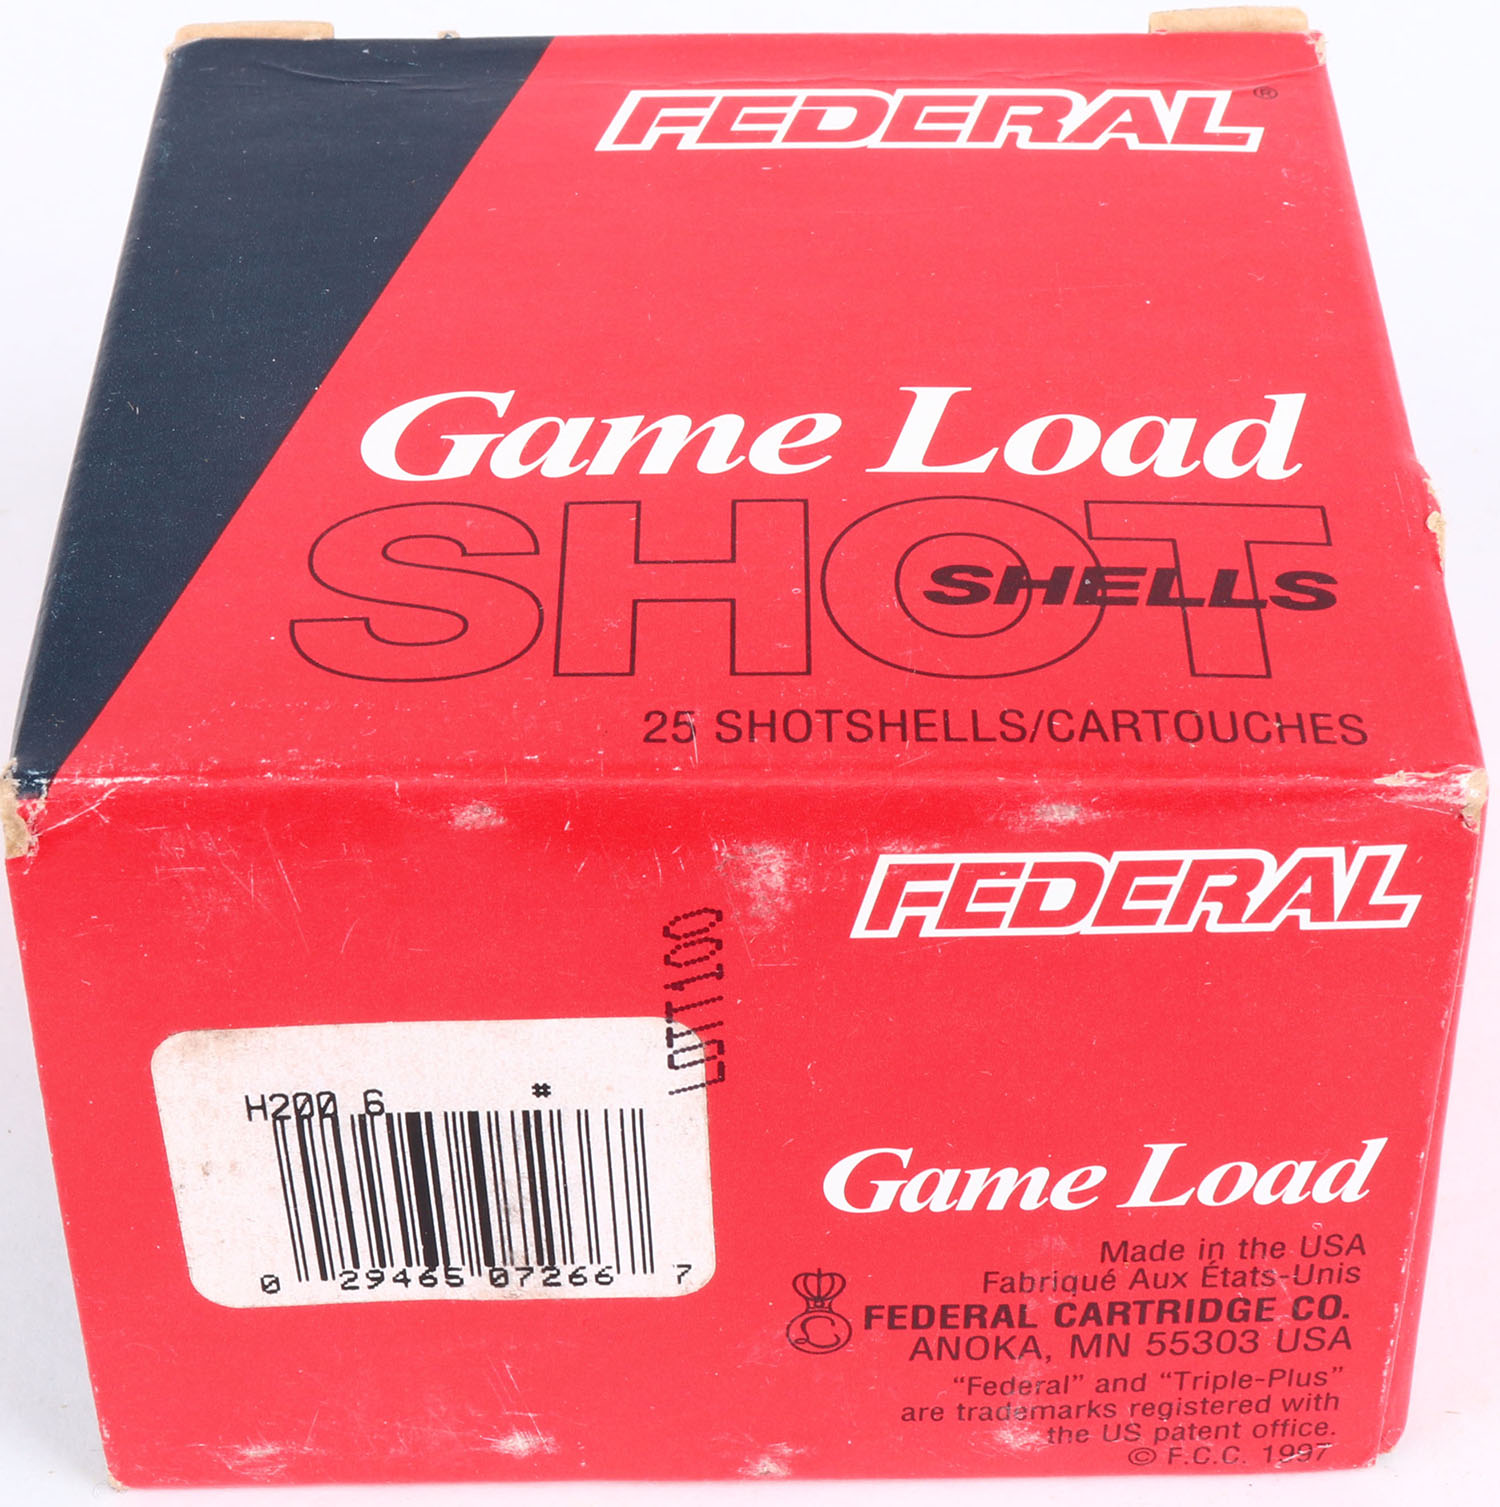 FEDERAL®
Game Load
SHOT
SHELLS
25 SHOTSHELLS/CARTOUCHES
FEDERAL
H200 6 #
0 29465 07266 7
Game Load
Made in the USA
Fabriqué Aux États-Unis
FEDERAL CARTRIDGE CO.
ANOKA, MN 55303 USA
"Federal" and "Triple-Plus"
are trademarks registered with
the US patent office.
© F.C.C. 1997